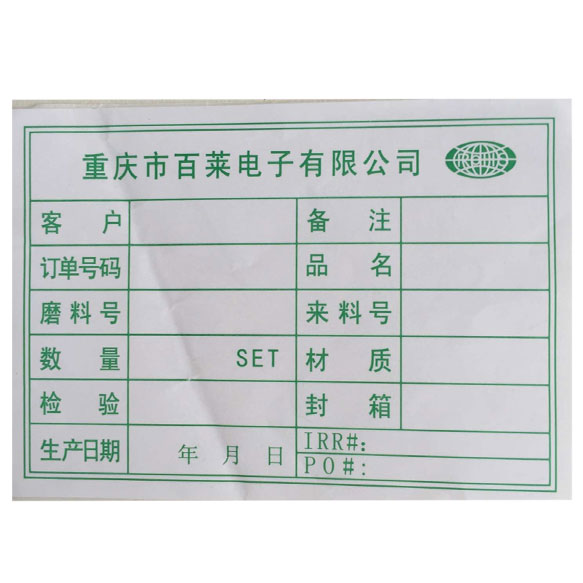 重庆市百莱电子有限公司
客户 备注
订单号码 品名
磨料号 来料号
数量 SET 材质
检验 封箱
生产日期 年 月 日 IRR#：
PO#：